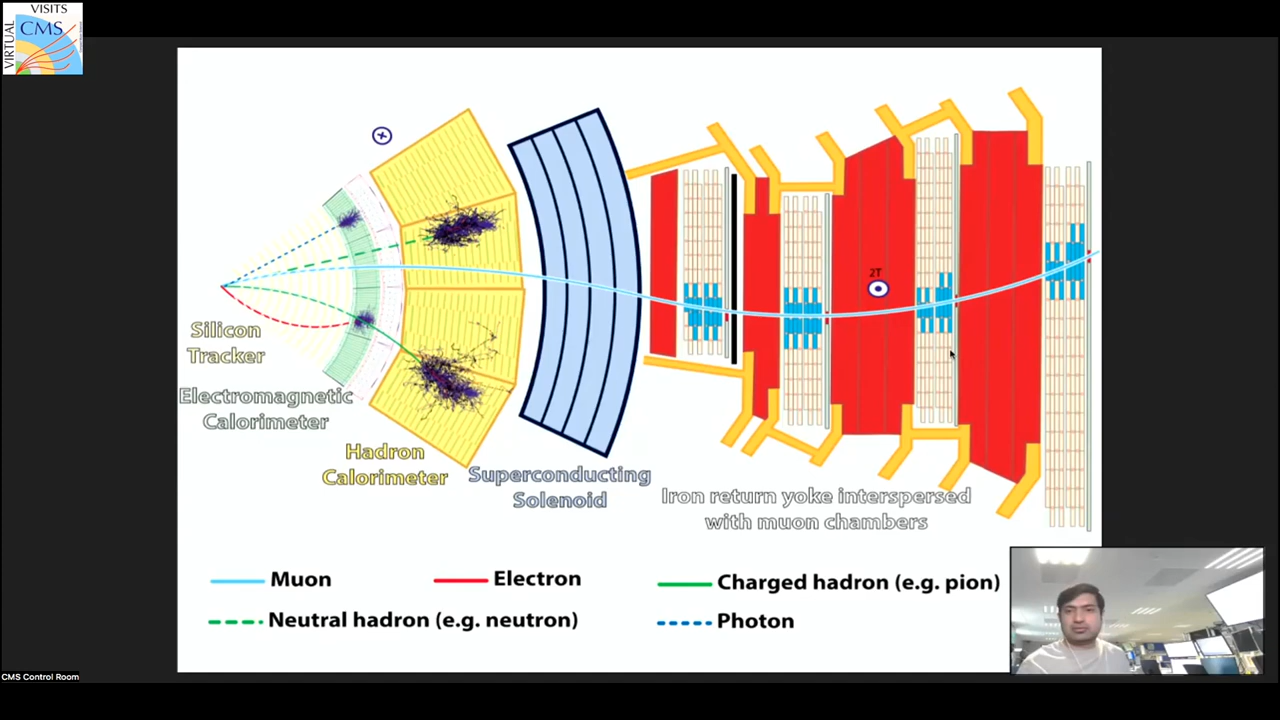 VISITS
CMS
VIRTUAL
2T
Silicon
Tracker
Electromagnetic
Calorimeter
Hadron
Calorimeter
Superconducting
Solenoid
Iron return yoke interspersed
with muon chambers
Muon
Electron
Charged hadron (e.g. pion)
Neutral hadron (e.g. neutron)
Photon
CMS Control Room